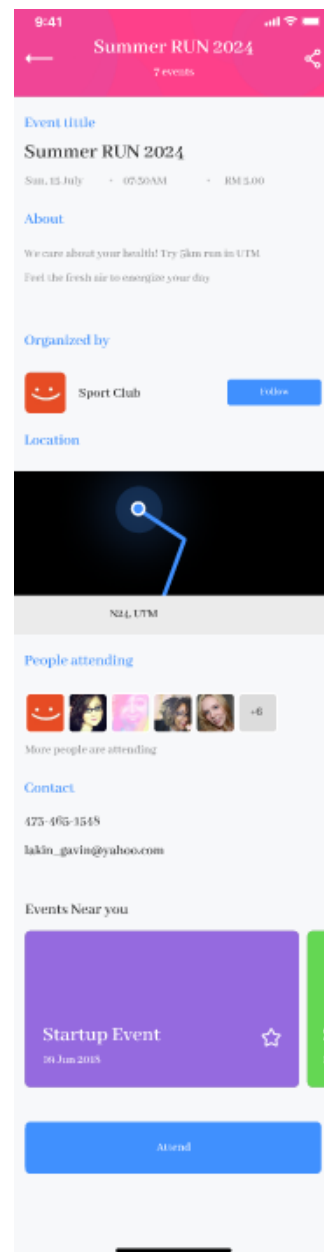 9:41
Summer RUN 2024
7 events
Event tittle
Summer RUN 2024
Sun, 15 July - 07:30AM - RM 5.00
About
We care about your health! Try 5km run in UTM
Feel the fresh air to energize your day
Organized by
Sport Club
Follow
Location
N24, UTM
People attending
+6
More people are attending
Contact
475-465-1548
lakin_gavin@yahoo.com
Events Near you
Startup Event
Jun 2018
Attend